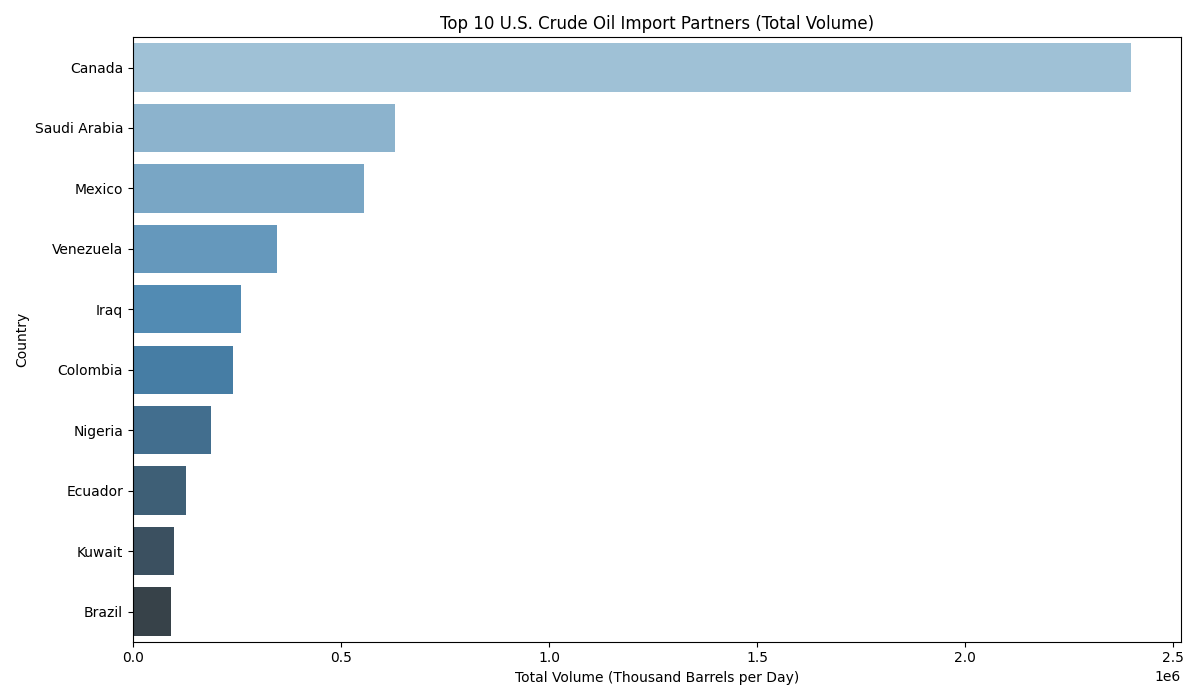 Top 10 U.S. Crude Oil Import Partners (Total Volume)
Country
Canada
Saudi Arabia
Mexico
Venezuela
Iraq
Colombia
Nigeria
Ecuador
Kuwait
Brazil
0.0 0.5 1.0 1.5 2.0 2.5
1e6
Total Volume (Thousand Barrels per Day)